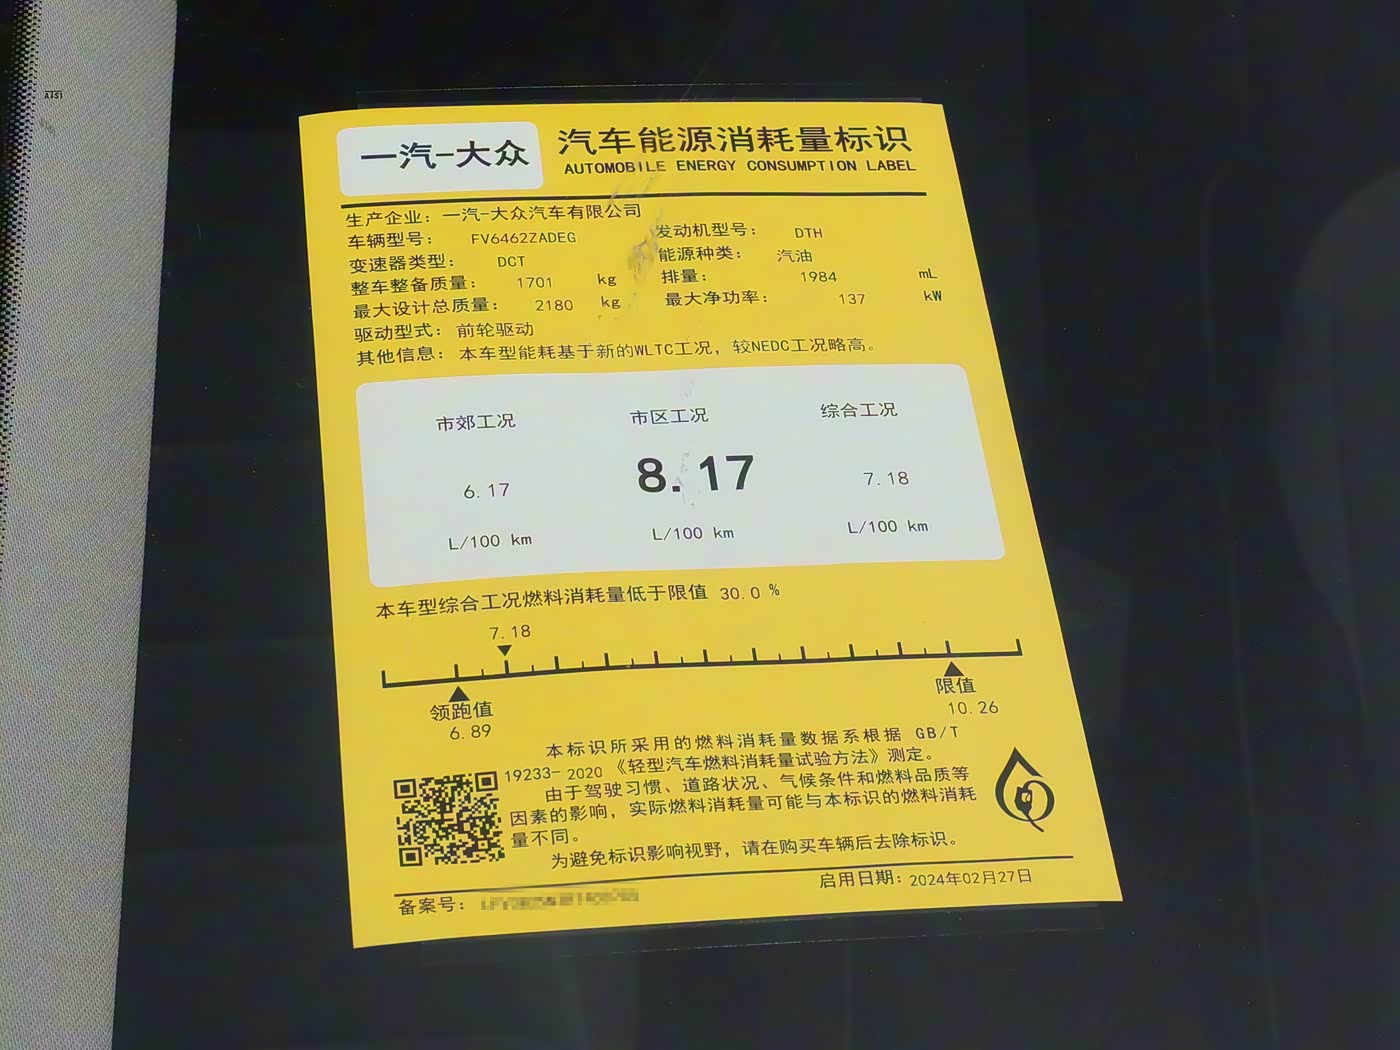 A4S1
一汽-大众
汽车能源消耗量标识
AUTOMOBILE ENERGY CONSUMPTION LABEL
生产企业: 一汽-大众汽车有限公司
车辆型号: FV6462ZADEG 发动机型号: DTH
变速器类型: DCT 能源种类: 汽油
整车整备质量: 1701 kg 排量: 1984 mL
最大设计总质量: 2180 kg 最大净功率: 137 kW
驱动型式: 前轮驱动
其他信息: 本车型能耗基于新的WLTC工况, 较NEDC工况略高。
市郊工况 市区工况 综合工况
6.17 8.17 7.18
L/100 km L/100 km L/100 km
本车型综合工况燃料消耗量低于限值 30.0 %
7.18
领跑值 限值
6.89 10.26
本标识所采用的燃料消耗量数据系根据 GB/T
19233-2020《轻型汽车燃料消耗量试验方法》测定。
由于驾驶习惯、道路状况、气候条件和燃料品质等
因素的影响, 实际燃料消耗量可能与本标识的燃料消耗
量不同。
为避免标识影响视野, 请在购买车辆后去除标识。
备案号: 启用日期: 2024年02月27日